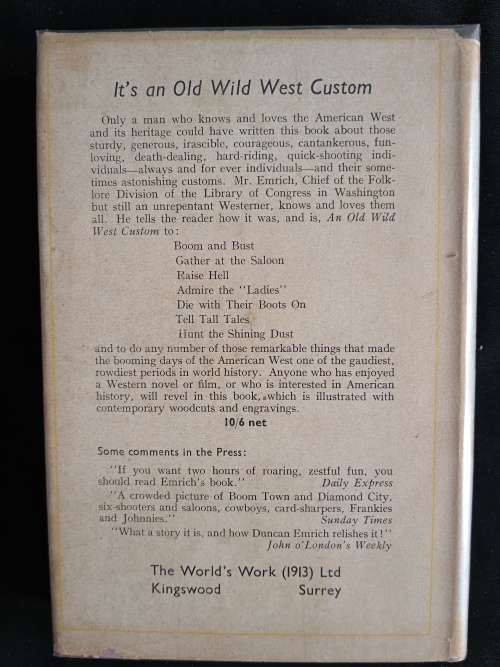 It's an Old Wild West Custom
Only a man who knows and loves the American West
and its heritage could have written this book about those
sturdy, generous, irascible, courageous, cantankerous, fun-
loving, death-dealing, hard-riding, quick-shooting indi-
viduals—always and for ever individuals—and their some-
times astonishing customs. Mr. Emrich, Chief of the Folk-
lore Division of the Library of Congress in Washington
but still an unrepentant Westerner, knows and loves them
all. He tells the reader how it was, and is, An Old Wild
West Custom to:
Boom and Bust
Gather at the Saloon
Raise Hell
Admire the "Ladies"
Die with Their Boots On
Tell Tall Tales
Hunt the Shining Dust
and to do any number of those remarkable things that made
the booming days of the American West one of the gaudiest,
rowdiest periods in world history. Anyone who has enjoyed
a Western novel or film, or who is interested in American
history, will revel in this book, which is illustrated with
contemporary woodcuts and engravings.
10/6 net
Some comments in the Press:
"If you want two hours of roaring, zestful fun, you
should read Emrich's book." Daily Express
"A crowded picture of Boom Town and Diamond City,
six-shooters and saloons, cowboys, card-sharpers, Frankies
and Johnnies." Sunday Times
"What a story it is, and how Duncan Emrich relishes it!"
John o'London's Weekly
The World's Work (1913) Ltd
Kingswood Surrey